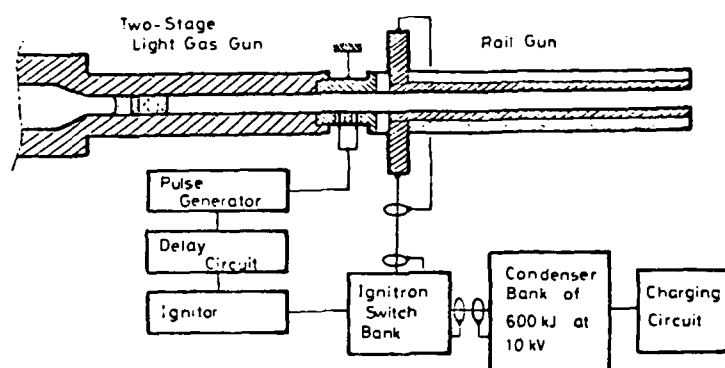 Two-Stage
Light Gas Gun
Rail Gun
Pulse
Generator
Delay
Circuit
Ignitor
Ignitron
Switch
Bank
Condenser
Bank of
600 kJ at
10 kV
Charging
Circuit